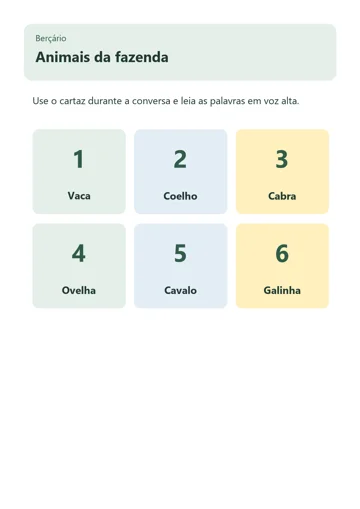 Berçário
Animais da fazenda
Use o cartaz durante a conversa e leia as palavras em voz alta.
1 2 3
Vaca Coelho Cabra
4 5 6
Ovelha Cavalo Galinha